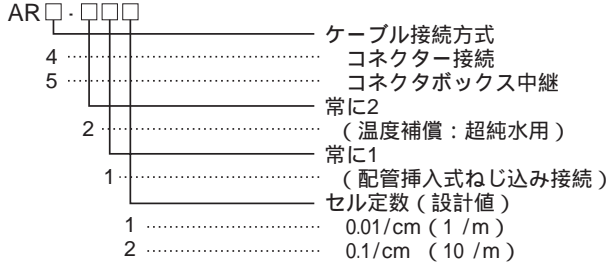 AR□・□□□
ケーブル接続方式
4 コネクター接続
5 コネクタボックス中継
常に2
2 (温度補償:超純水用)
常に1
1 (配管挿入式ねじ込み接続)
セル定数(設計値)
1 0.01/cm(1 /m)
2 0.1/cm (10 /m)